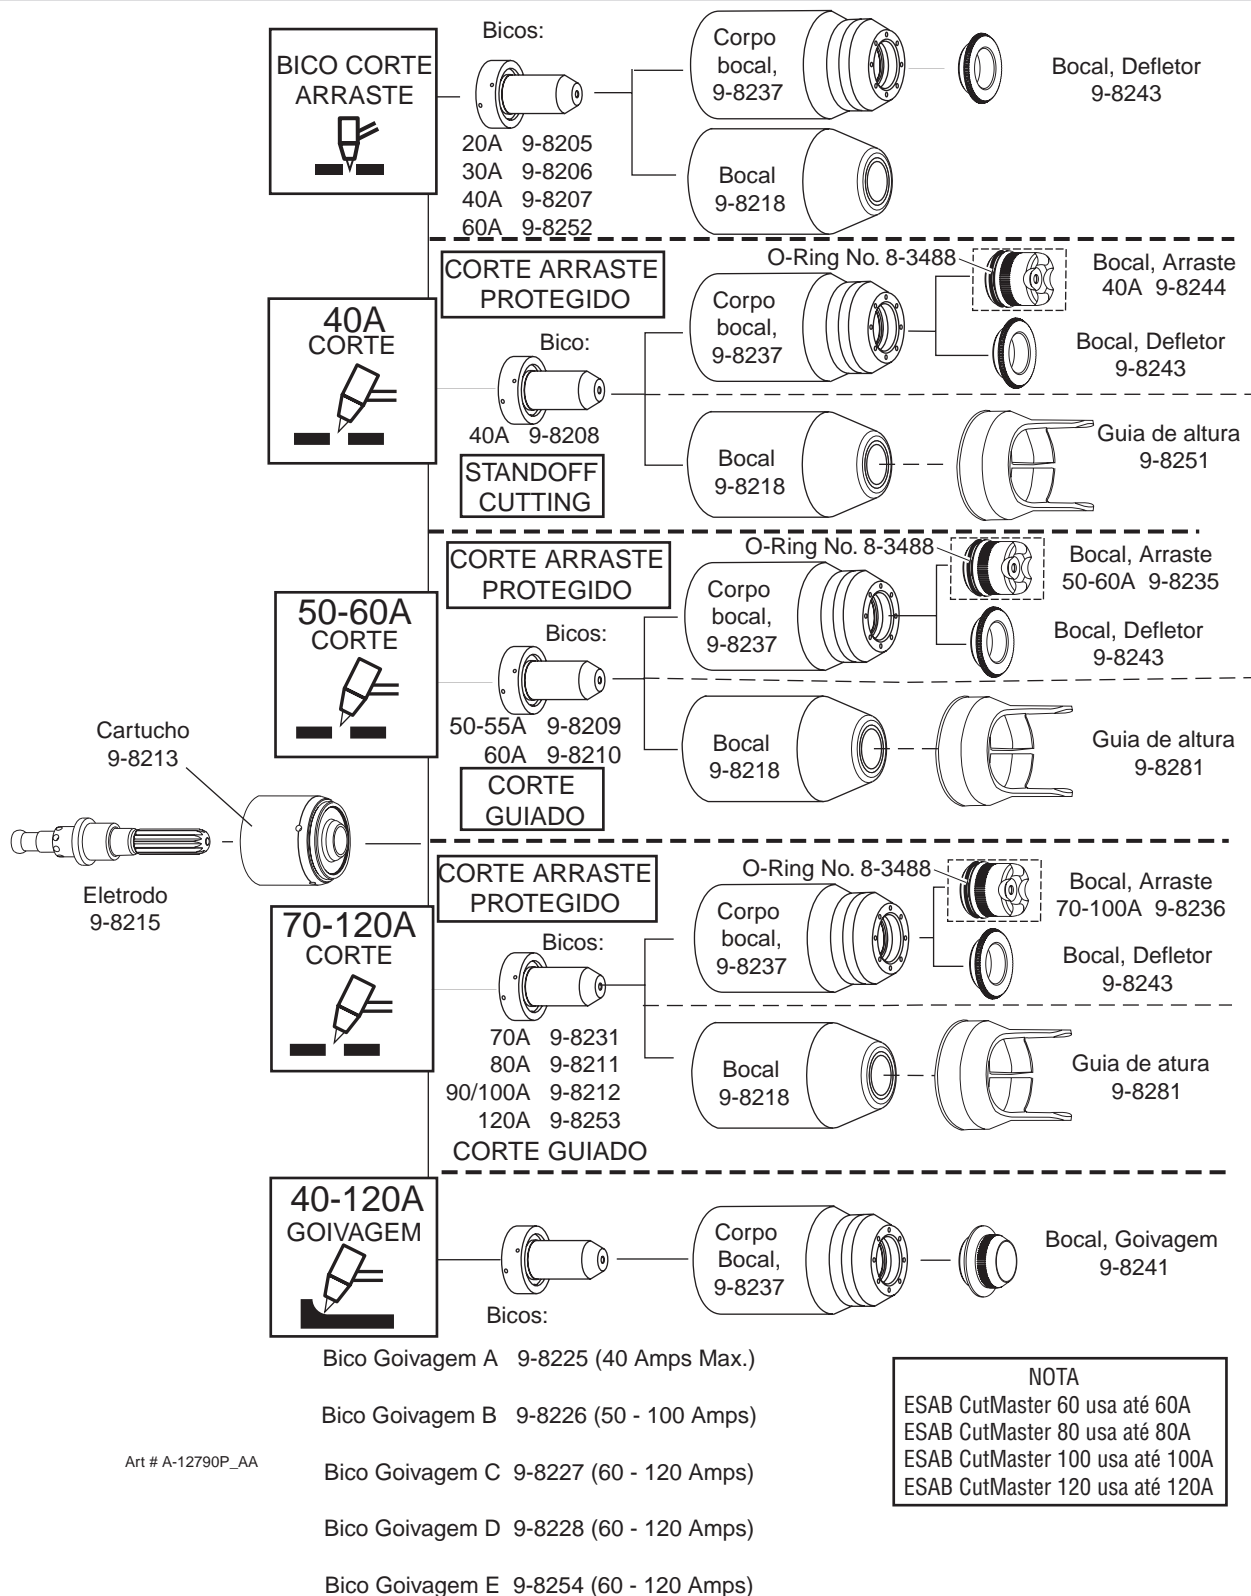 Bicos:
BICO CORTE
ARRASTE
Corpo
bocal,
9-8237
Bocal, Defletor
9-8243
20A 9-8205
30A 9-8206
40A 9-8207
60A 9-8252
Bocal
9-8218
CORTE ARRASTE
PROTEGIDO
O-Ring No. 8-3488
Bocal, Arraste
40A 9-8244
40A
CORTE
Corpo
bocal,
9-8237
Bico:
Bocal, Defletor
9-8243
40A 9-8208
STANDOFF
CUTTING
Bocal
9-8218
Guia de altura
9-8251
CORTE ARRASTE
PROTEGIDO
O-Ring No. 8-3488
Bocal, Arraste
50-60A 9-8235
50-60A
CORTE
Corpo
bocal,
9-8237
Bicos:
Bocal, Defletor
9-8243
50-55A 9-8209
60A 9-8210
CORTE
GUIADO
Bocal
9-8218
Guia de altura
9-8281
Cartucho
9-8213
Eletrodo
9-8215
CORTE ARRASTE
PROTEGIDO
O-Ring No. 8-3488
Bocal, Arraste
70-100A 9-8236
70-120A
CORTE
Corpo
bocal,
9-8237
Bicos:
Bocal, Defletor
9-8243
70A 9-8231
80A 9-8211
90/100A 9-8212
120A 9-8253
CORTE GUIADO
Bocal
9-8218
Guia de atura
9-8281
40-120A
GOIVAGEM
Corpo
Bocal,
9-8237
Bocal, Goivagem
9-8241
Bicos:
Bico Goivagem A 9-8225 (40 Amps Max.)
Bico Goivagem B 9-8226 (50 - 100 Amps)
Bico Goivagem C 9-8227 (60 - 120 Amps)
Bico Goivagem D 9-8228 (60 - 120 Amps)
Bico Goivagem E 9-8254 (60 - 120 Amps)
NOTA
ESAB CutMaster 60 usa até 60A
ESAB CutMaster 80 usa até 80A
ESAB CutMaster 100 usa até 100A
ESAB CutMaster 120 usa até 120A
Art # A-12790P_AA